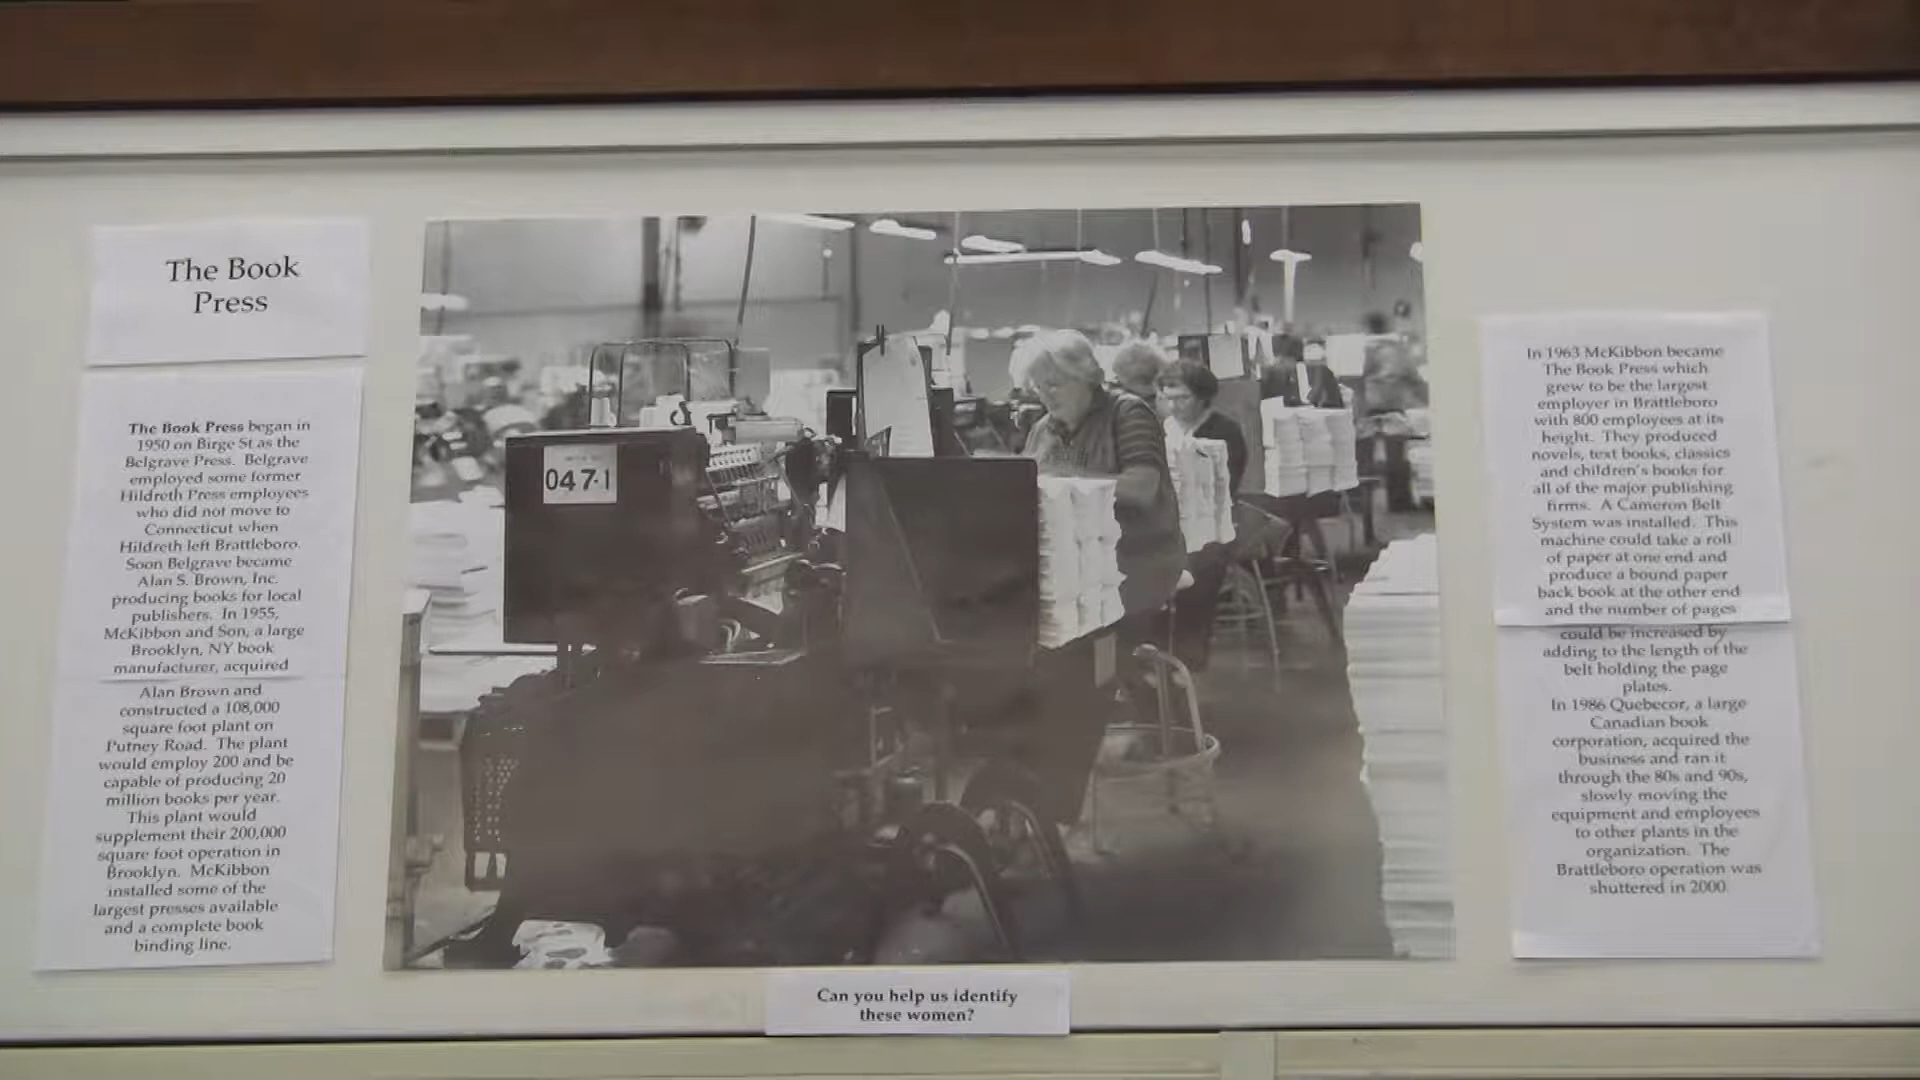 The Book
Press
The Book Press began in
1950 on Birge St as the
Belgrave Press. Belgrave
employed some former
Hildreth Press employees
who did not move to
Connecticut when
Hildreth left Brattleboro.
Soon Belgrave became
Alan S. Brown, Inc.
producing books for local
publishers. In 1955,
McKibbon and Son, a large
Brooklyn, NY book
manufacturer, acquired
Alan Brown and
constructed a 108,000
square foot plant on
Putney Road. The plant
would employ 200 and be
capable of producing 20
million books per year.
This plant would
supplement their 200,000
square foot operation in
Brooklyn. McKibbon
installed some of the
largest presses available
and a complete book
binding line.
047-1
Can you help us identify
these women?
In 1963 McKibbon became
The Book Press which
grew to be the largest
employer in Brattleboro
with 800 employees at its
height. They produced
novels, text books, classics
and children's books for
all of the major publishing
firms. A Cameron Belt
System was installed. This
machine could take a roll
of paper at one end and
produce a bound paper
back book at the other end
and the number of pages
could be increased by
adding to the length of the
belt holding the page
plates.
In 1986 Quebecor, a large
Canadian book
corporation, acquired the
business and ran it
through the 80s and 90s,
slowly moving the
equipment and employees
to other plants in the
organization. The
Brattleboro operation was
shuttered in 2000.